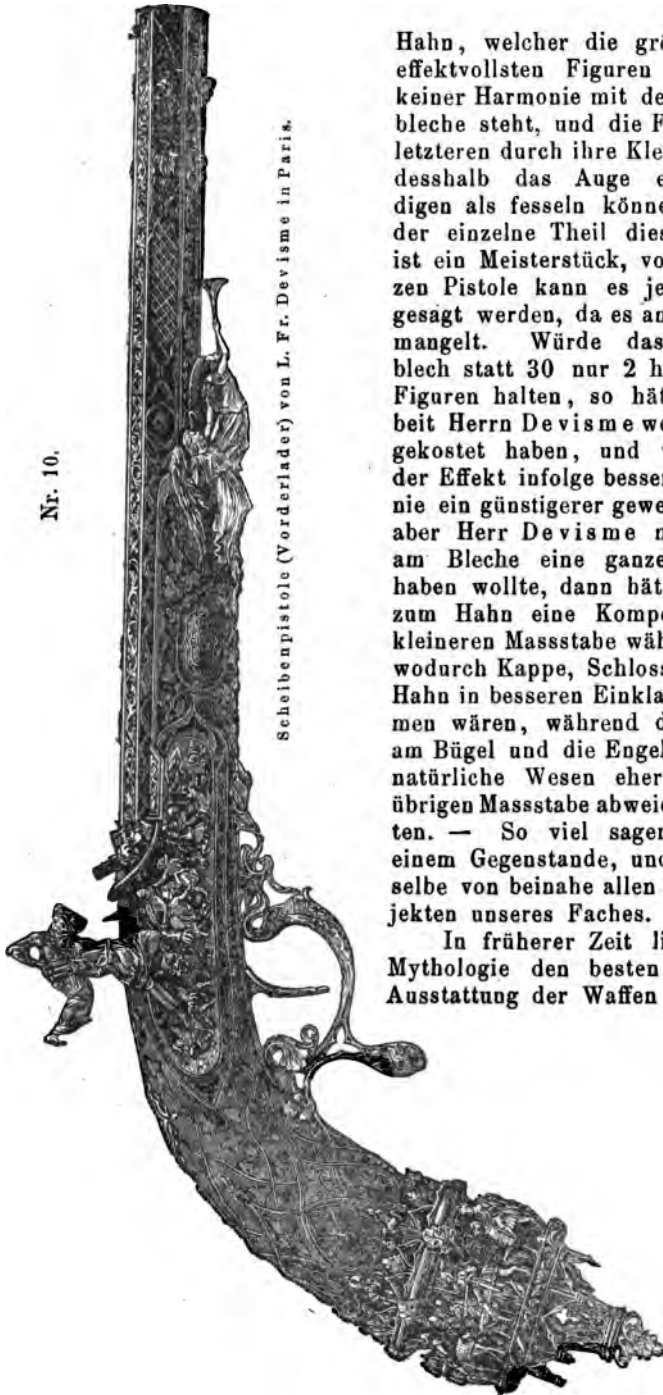 Nr. 10.
Scheibenpistole (Vorderlader) von L. Fr. Devisme in Paris.
Hahn, welcher die grö
effektvollsten Figuren
keiner Harmonie mit de
bleche steht, und die F
letzteren durch ihre Kle
desshalb das Auge e
digen als fesseln könne
der einzelne Theil dies
ist ein Meisterstück, vo
zen Pistole kann es je
gesagt werden, da es an
mangelt. Würde das
blech statt 30 nur 2 h
Figuren halten, so hät
beit Herrn Devisme we
gekostet haben, und
der Effekt infolge besser
nie ein günstigerer gewe
aber Herr Devisme n
am Bleche eine ganze
haben wollte, dann hät
zum Hahn eine Kompo
kleineren Massstabe wäh
wodurch Kappe, Schloss
Hahn in besseren Einkla
men wären, während d
am Bügel und die Engel
natürliche Wesen eher
übrigen Massstabe abweic
ten. — So viel sagen
einem Gegenstande, und
selbe von beinahe allen
jekten unseres Faches.
In früherer Zeit li
Mythologie den besten
Ausstattung der Waffen